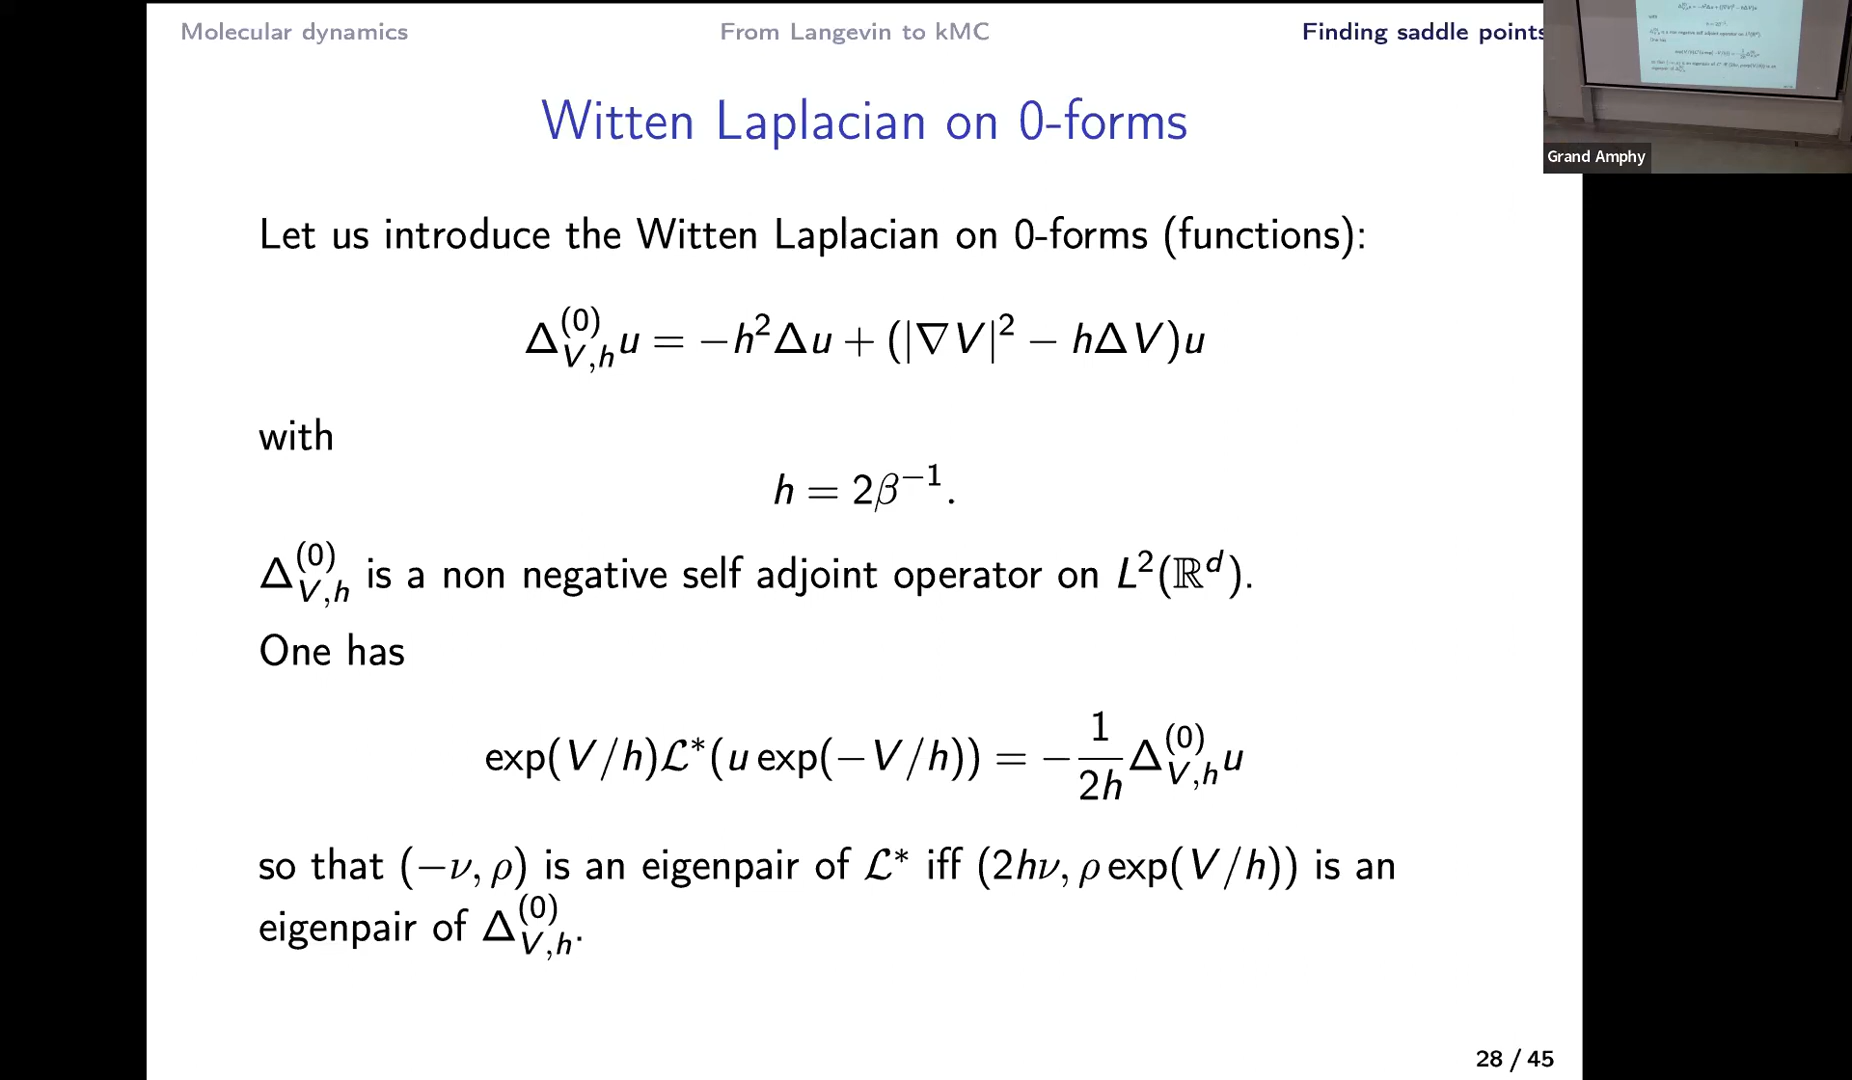 Molecular dynamics From Langevin to kMC Finding saddle points
Witten Laplacian on 0-forms
Grand Amphy
Let us introduce the Witten Laplacian on 0-forms (functions):
Δ^{(0)}_{V,h} u = −h²Δu + (|∇V|² − hΔV)u
with
h = 2β^{−1}.
Δ^{(0)}_{V,h} is a non negative self adjoint operator on L²(ℝ^d).
One has
exp(V/h)ℒ*(u exp(−V/h)) = −\frac{1}{2h}Δ^{(0)}_{V,h} u
so that (−ν, ρ) is an eigenpair of ℒ* iff (2hν, ρ exp(V/h)) is an
eigenpair of Δ^{(0)}_{V,h}.
28 / 45